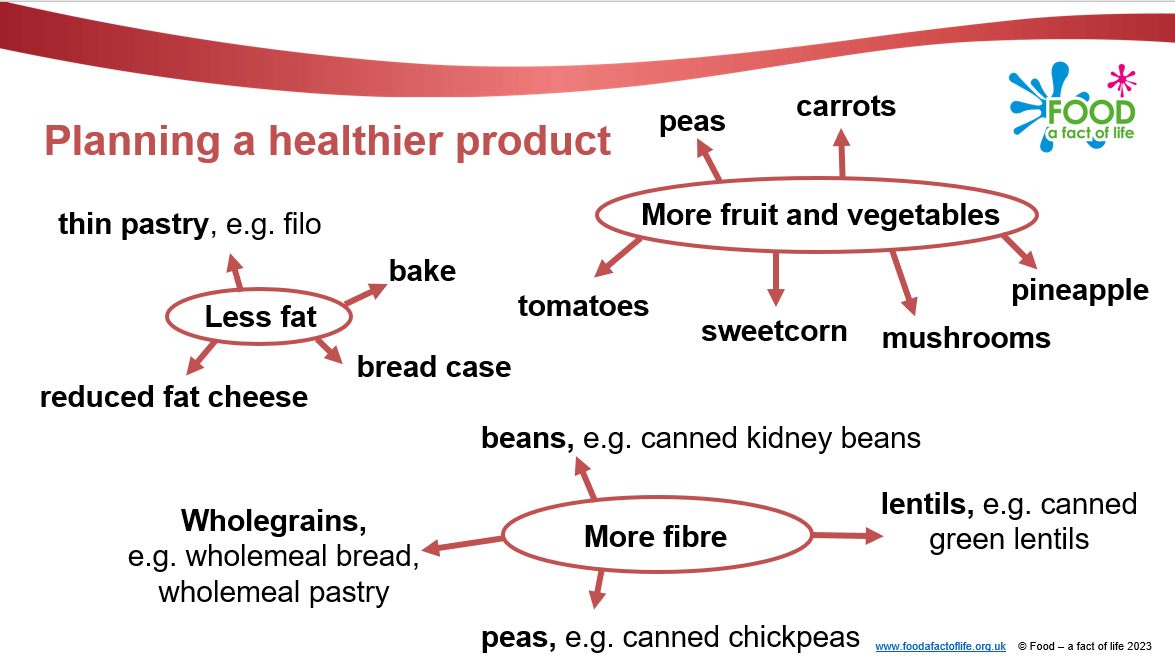 FOOD
a fact of life
Planning a healthier product
peas
carrots
More fruit and vegetables
tomatoes
sweetcorn
mushrooms
pineapple
thin pastry, e.g. filo
bake
Less fat
bread case
reduced fat cheese
beans, e.g. canned kidney beans
Wholegrains,
e.g. wholemeal bread,
wholemeal pastry
More fibre
lentils, e.g. canned
green lentils
peas, e.g. canned chickpeas
www.foodafactoflife.org.uk © Food – a fact of life 2023